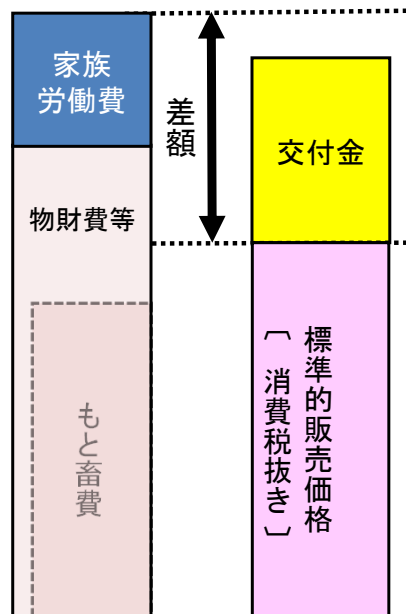 家族
労働費
差額
交付金
物財費等
もと畜費
標準的販売価格
〔消費税抜き〕